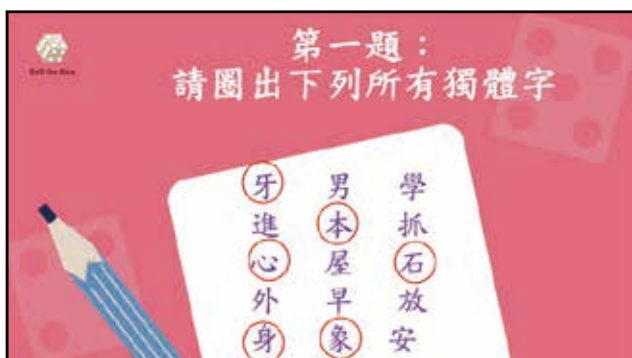 第一題：
請圈出下列所有獨體字
牙 男 學
進 本 抓
心 屋 石
外 早 放
身 象 安